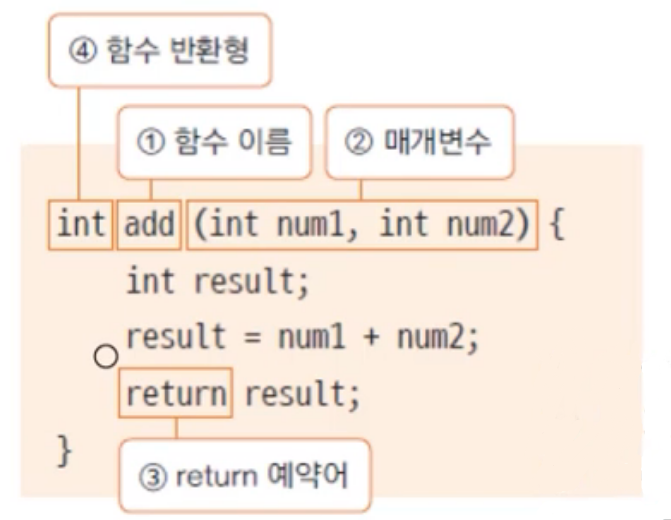 ④ 함수 반환형
① 함수 이름 ② 매개변수
int add (int num1, int num2) {
int result;
result = num1 + num2;
return result;
}
③ return 예약어